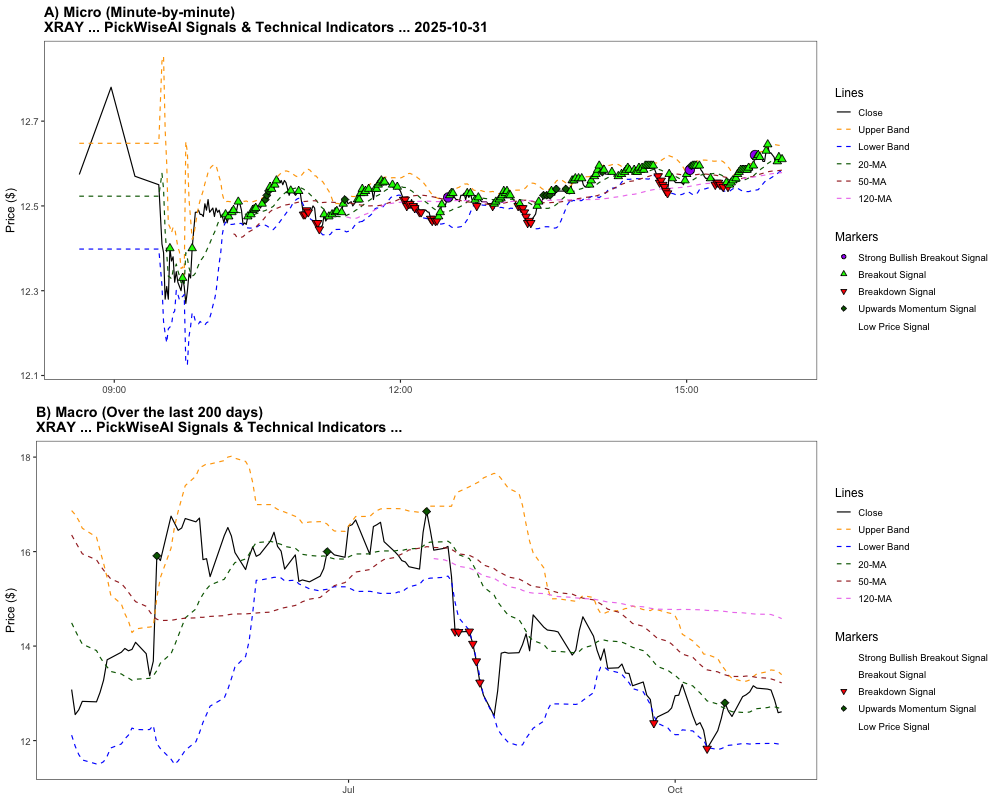 A) Micro (Minute-by-minute)
XRAY ... PickWiseAI Signals & Technical Indicators ... 2025-10-31
Price ($)
12.7
12.5
12.3
12.1
09:00
12:00
15:00
Lines
Close
Upper Band
Lower Band
20-MA
50-MA
120-MA
Markers
Strong Bullish Breakout Signal
Breakout Signal
Breakdown Signal
Upwards Momentum Signal
Low Price Signal
B) Macro (Over the last 200 days)
XRAY ... PickWiseAI Signals & Technical Indicators ...
Price ($)
18
16
14
12
Jul
Oct
Lines
Close
Upper Band
Lower Band
20-MA
50-MA
120-MA
Markers
Strong Bullish Breakout Signal
Breakout Signal
Breakdown Signal
Upwards Momentum Signal
Low Price Signal